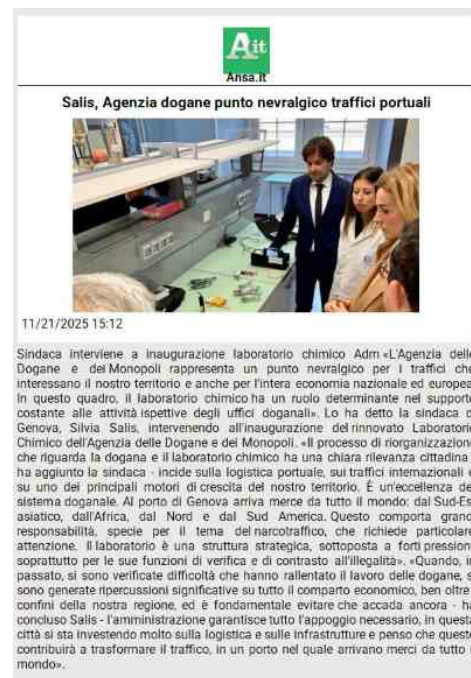 Ait
Ansa.it
Salis, Agenzia dogane punto nevralgico traffici portuali
11/21/2025 15:12
Sindaca interviene a inaugurazione laboratorio chimico Adm «L'Agenzia delle
Dogane e dei Monopoli rappresenta un punto nevralgico per i traffici che
interessano il nostro territorio e anche per l'intera economia nazionale ed europea.
In questo quadro, il laboratorio chimico ha un ruolo determinante nel supporto
costante alle attività ispettive degli uffici doganali». Lo ha detto la sindaca di
Genova, Silvia Salis, intervenendo all'inaugurazione del rinnovato Laboratorio
Chimico dell'Agenzia delle Dogane e dei Monopoli. «Il processo di riorganizzazione
che riguarda la dogana e il laboratorio chimico ha una chiara rilevanza cittadina -
ha aggiunto la sindaca - incide sulla logistica portuale, sui traffici internazionali e
su uno dei principali motori di crescita del nostro territorio. È un'eccellenza del
sistema doganale. Al porto di Genova arriva merce da tutto il mondo: dal Sud-Est
asiatico, dall'Africa, dal Nord e dal Sud America. Questo comporta grandi
responsabilità, specie per il tema del narcotraffico, che richiede particolare
attenzione. Il laboratorio è una struttura strategica, sottoposta a forti pressioni
soprattutto per le sue funzioni di verifica e di contrasto all'illegalità». «Quando, in
passato, si sono verificate difficoltà che hanno rallentato il lavoro delle dogane, si
sono generate ripercussioni significative su tutto il comparto economico, ben oltre i
confini della nostra regione, ed è fondamentale evitare che accada ancora - ha
concluso Salis - l'amministrazione garantisce tutto l'appoggio necessario, in questa
città si sta investendo molto sulla logistica e sulle infrastrutture e penso che questo
contribuirà a trasformare il traffico, in un porto nel quale arrivano merci da tutto il
mondo».